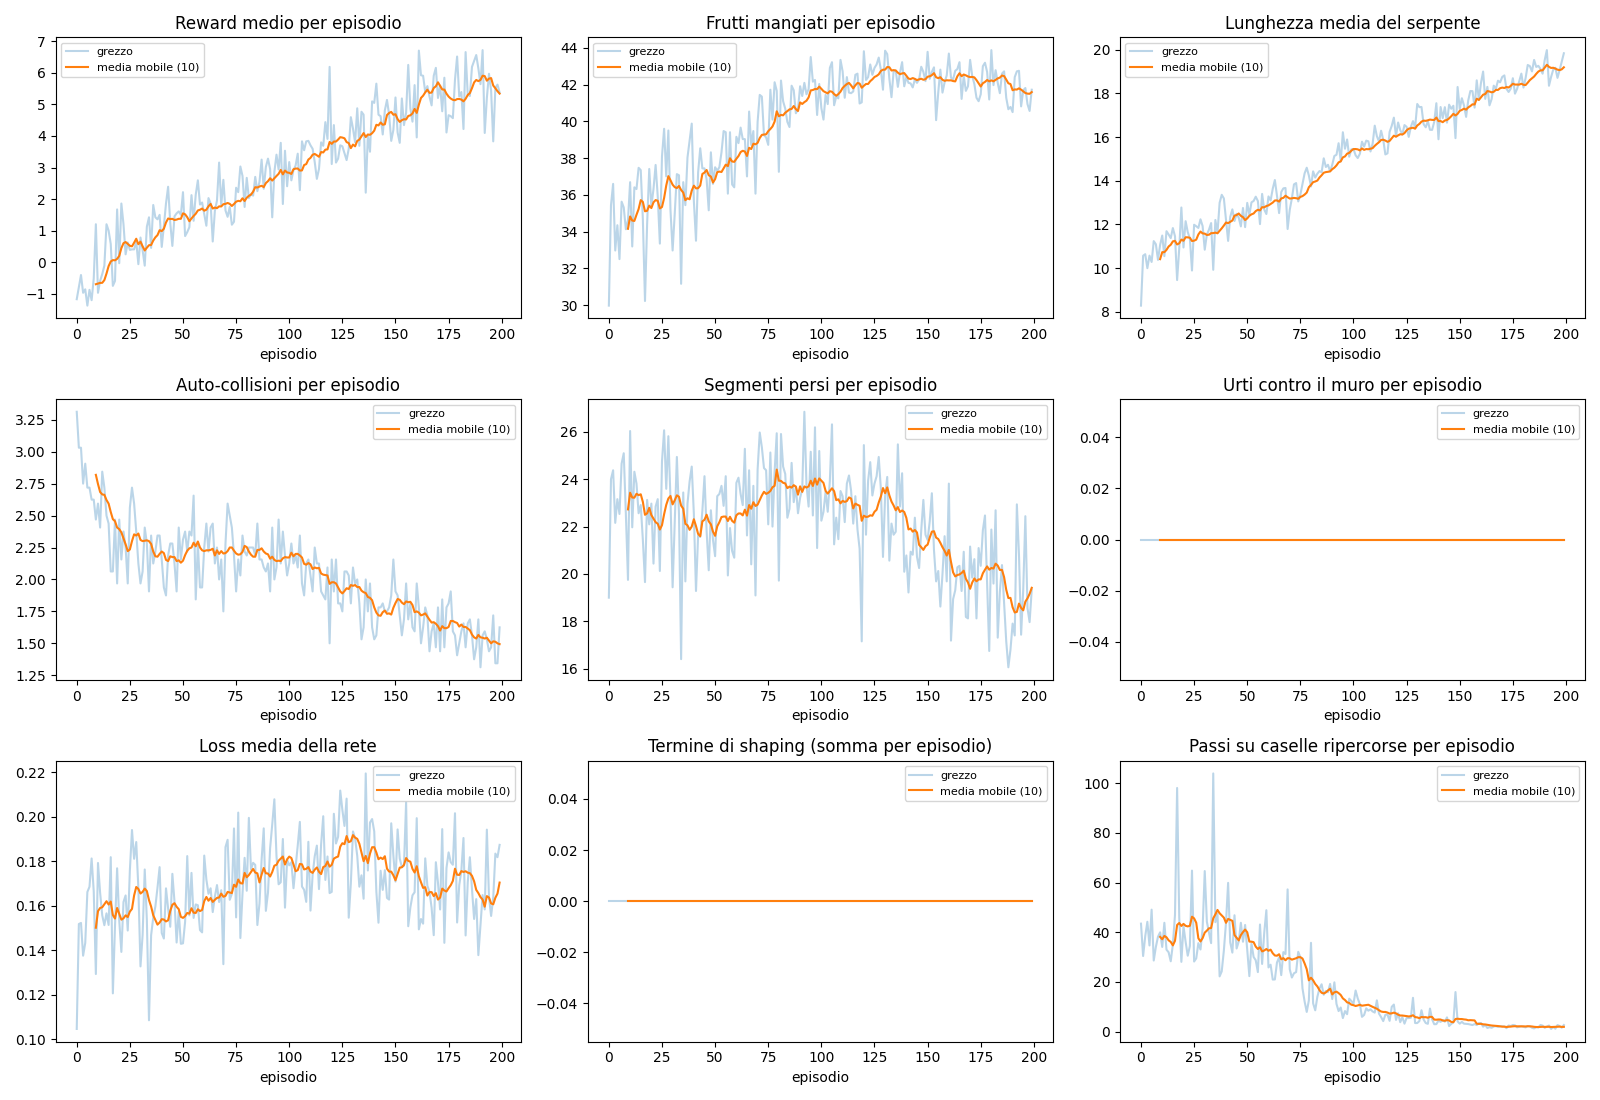 Reward medio per episodio
7
6
5
4
3
2
1
0
−1
grezzo
media mobile (10)
0 25 50 75 100 125 150 175 200
episodio
Frutti mangiati per episodio
44
42
40
38
36
34
32
30
grezzo
media mobile (10)
0 25 50 75 100 125 150 175 200
episodio
Lunghezza media del serpente
20
18
16
14
12
10
8
grezzo
media mobile (10)
0 25 50 75 100 125 150 175 200
episodio
Auto-collisioni per episodio
3.25
3.00
2.75
2.50
2.25
2.00
1.75
1.50
1.25
grezzo
media mobile (10)
0 25 50 75 100 125 150 175 200
episodio
Segmenti persi per episodio
26
24
22
20
18
16
grezzo
media mobile (10)
0 25 50 75 100 125 150 175 200
episodio
Urti contro il muro per episodio
0.04
0.02
0.00
−0.02
−0.04
grezzo
media mobile (10)
0 25 50 75 100 125 150 175 200
episodio
Loss media della rete
0.22
0.20
0.18
0.16
0.14
0.12
0.10
grezzo
media mobile (10)
0 25 50 75 100 125 150 175 200
episodio
Termine di shaping (somma per episodio)
0.04
0.02
0.00
−0.02
−0.04
grezzo
media mobile (10)
0 25 50 75 100 125 150 175 200
episodio
Passi su caselle ripercorse per episodio
100
80
60
40
20
0
grezzo
media mobile (10)
0 25 50 75 100 125 150 175 200
episodio